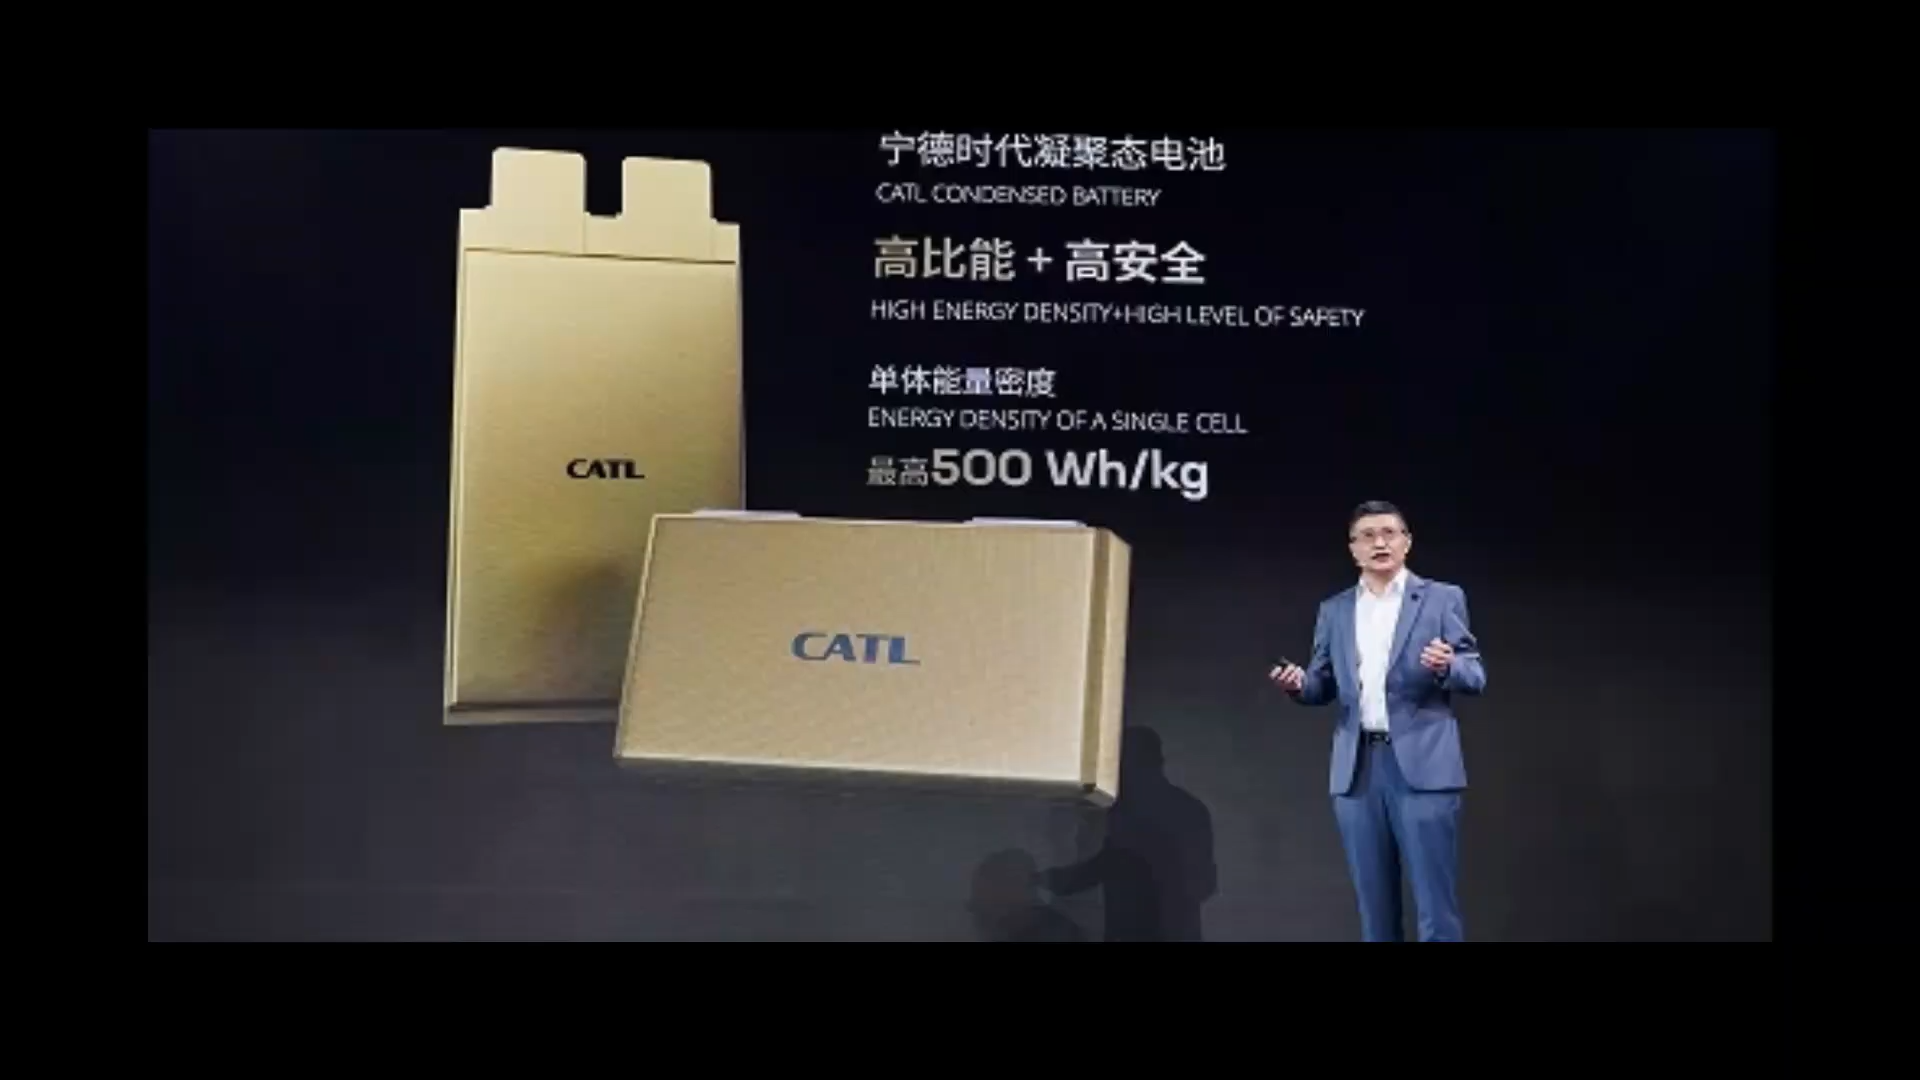 宁德时代凝聚态电池
CATL CONDENSED BATTERY
高比能 + 高安全
HIGH ENERGY DENSITY+HIGH LEVEL OF SAFETY
单体能量密度
ENERGY DENSITY OF A SINGLE CELL
最高500 Wh/kg
CATL
CATL